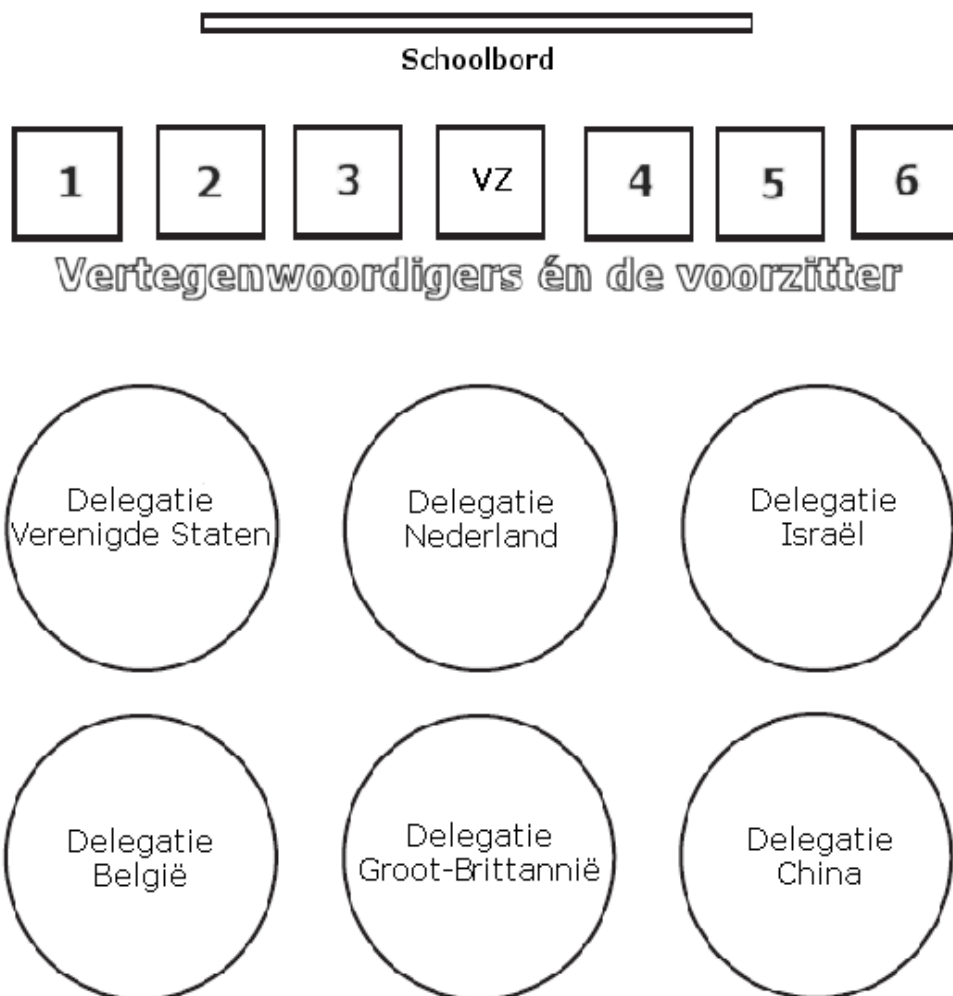 Schoolbord
1 2 3 VZ 4 5 6
Vertegenwoordigers én de voorzitter
Delegatie
Verenigde Staten
Delegatie
Nederland
Delegatie
Israël
Delegatie
België
Delegatie
Groot-Brittannië
Delegatie
China